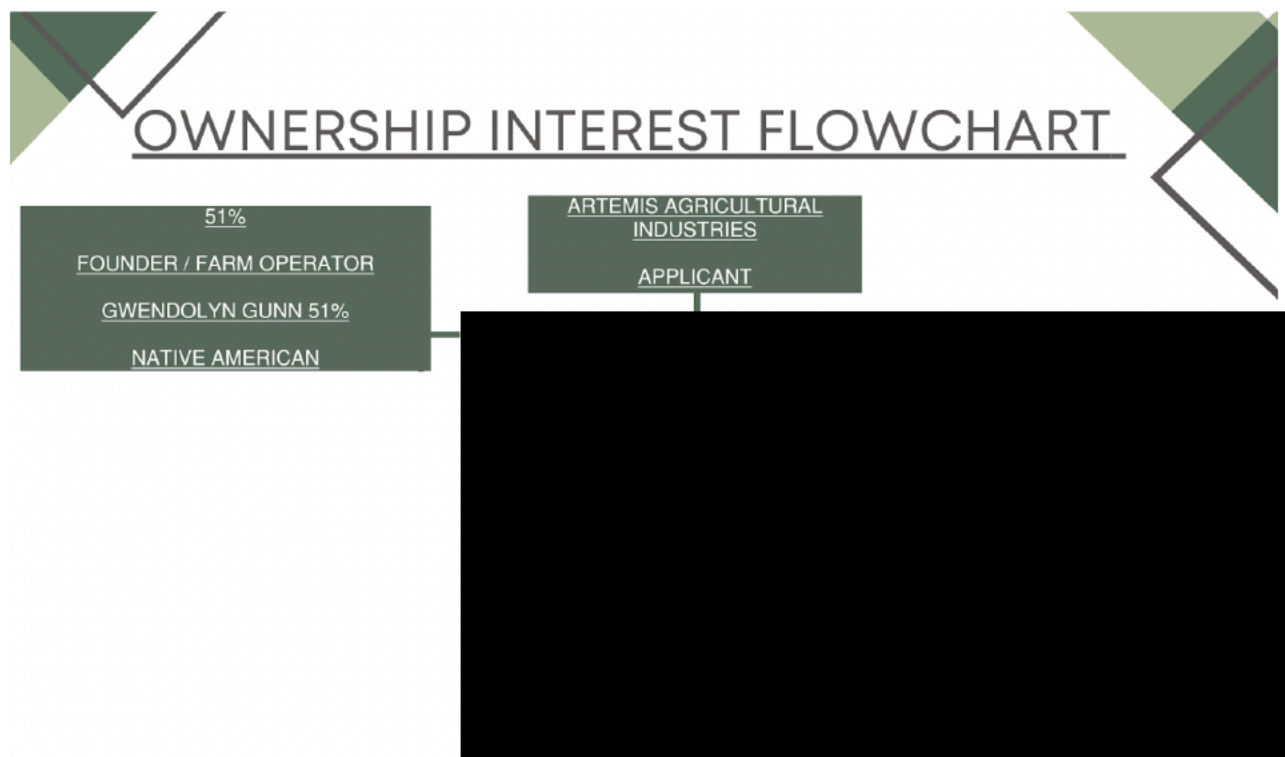 OWNERSHIP INTEREST FLOWCHART
51%
FOUNDER / FARM OPERATOR
GWENDOLYN GUNN 51%
NATIVE AMERICAN
ARTEMIS AGRICULTURAL
INDUSTRIES
APPLICANT